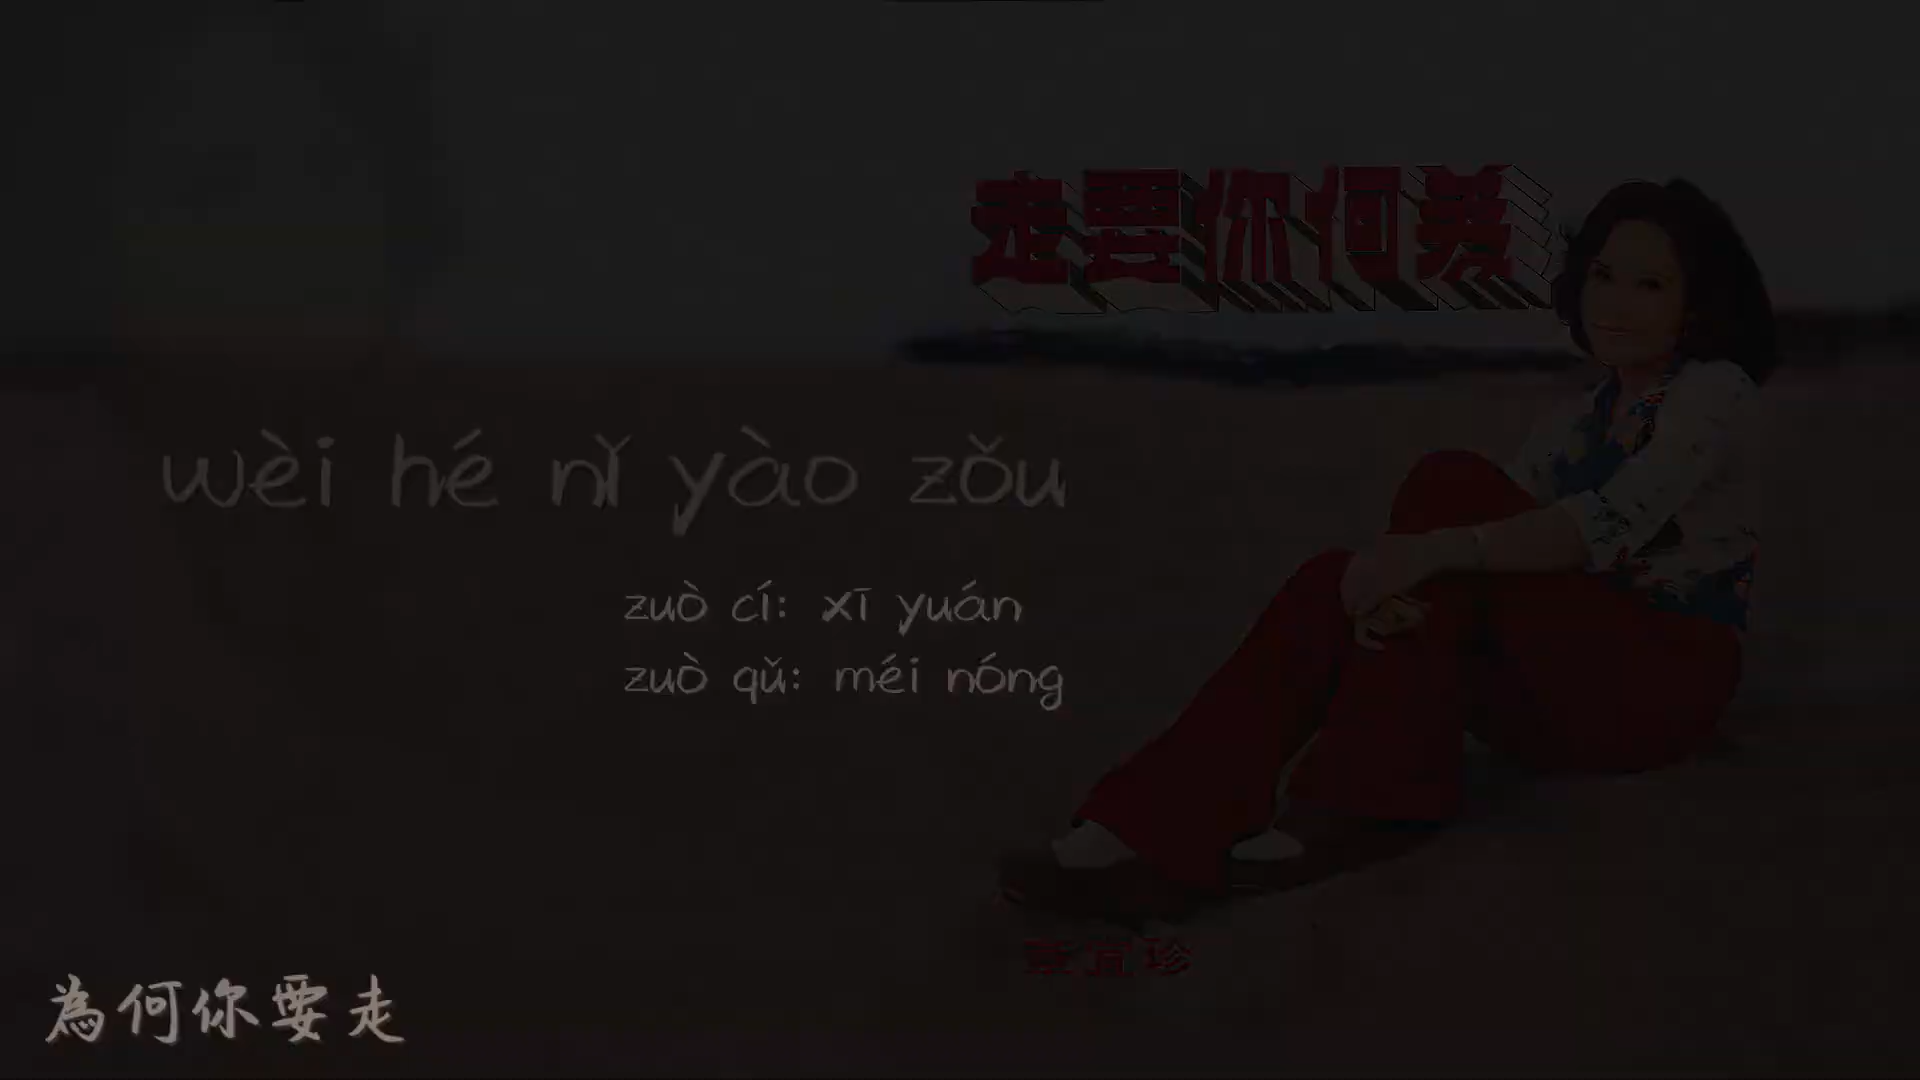 為何你要走
wèi hé nǐ yào zǒu
zuò cí: xī yuán
zuò qǔ: méi nóng
為何你要走